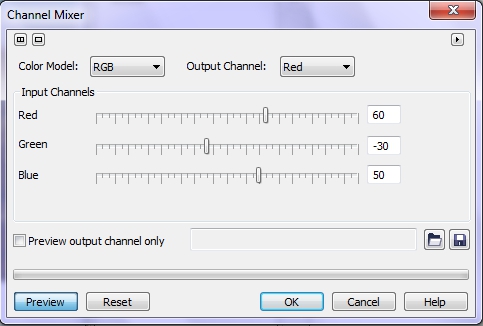 Channel Mixer
Color Model: RGB Output Channel: Red
Input Channels
Red 60
Green -30
Blue 50
Preview output channel only
Preview Reset OK Cancel Help